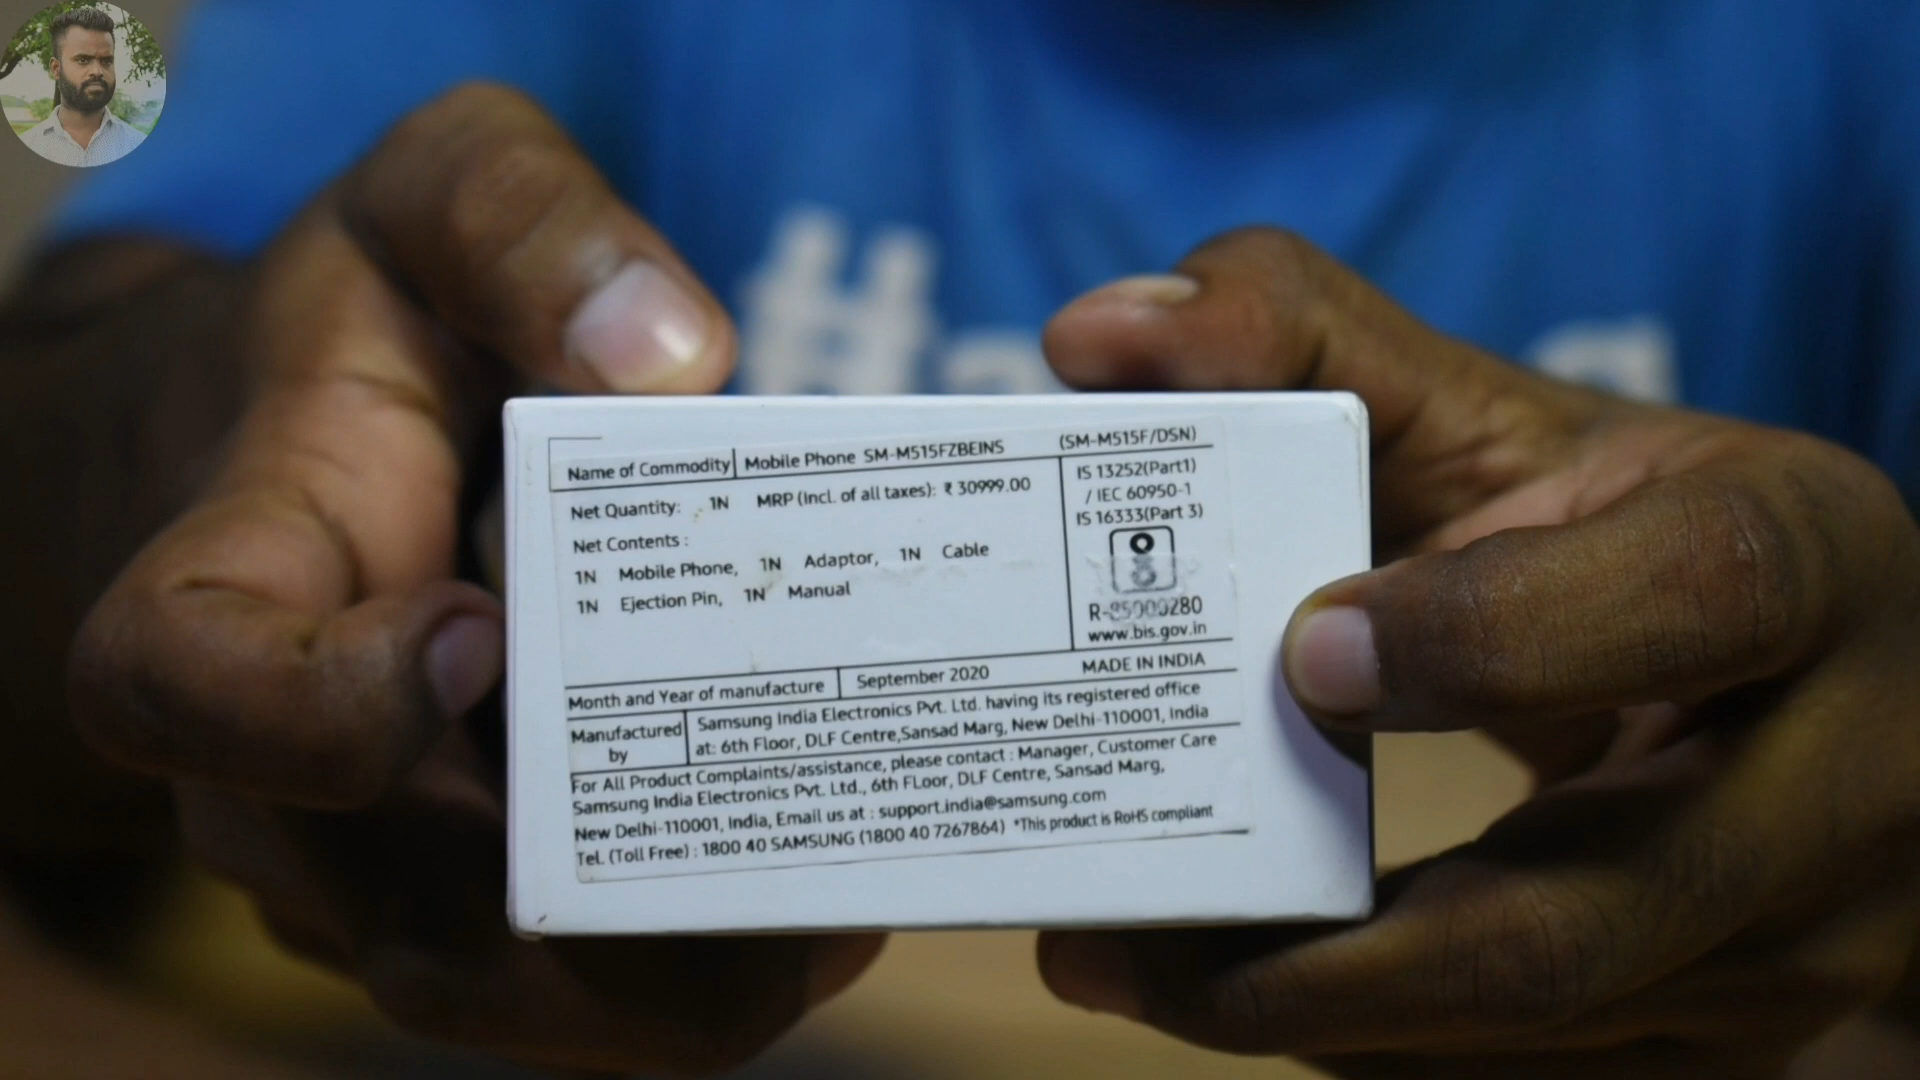 Name of Commodity Mobile Phone SM-M515FZBEINS (SM-M515F/DSN)
Net Quantity: 1N MRP (Incl. of all taxes): ₹ 30999.00
IS 13252(Part1)
/ IEC 60950-1
IS 16333(Part 3)
Net Contents :
1N Mobile Phone, 1N Adaptor, 1N Cable
1N Ejection Pin, 1N Manual
www.bis.gov.in
Month and Year of manufacture September 2020 MADE IN INDIA
Manufactured by
Samsung India Electronics Pvt. Ltd. having its registered office
at: 6th Floor, DLF Centre,Sansad Marg, New Delhi-110001, India
For All Product Complaints/assistance, please contact : Manager, Customer Care
Samsung India Electronics Pvt. Ltd., 6th FLoor, DLF Centre, Sansad Marg,
New Delhi-110001, India, Email us at : support.india@samsung.com
Tel. (Toll Free) : 1800 40 SAMSUNG (1800 40 7267864) *This product is RoHS compliant